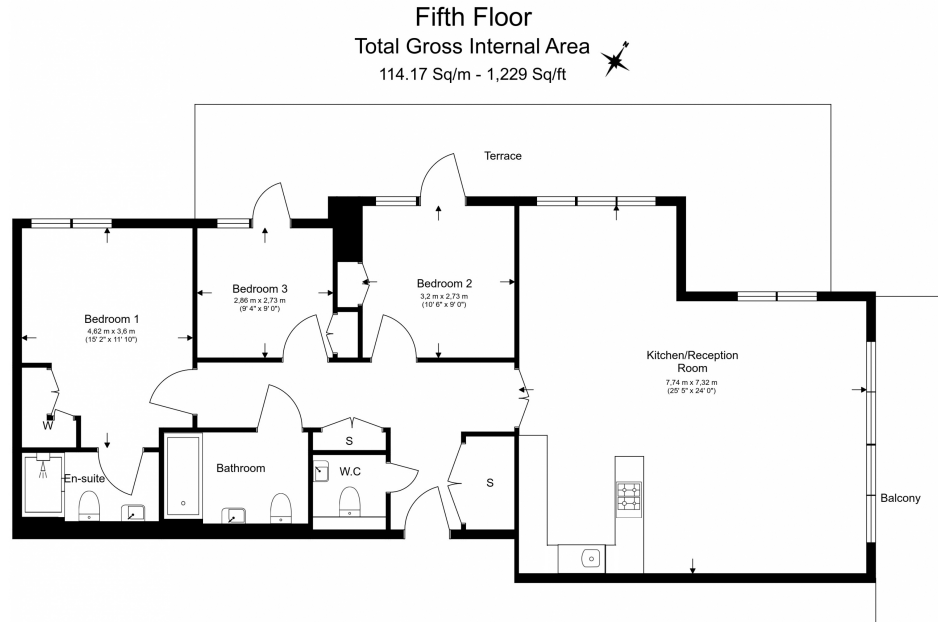 Fifth Floor
Total Gross Internal Area
114.17 Sq/m - 1,229 Sq/ft
N
Terrace
Bedroom 3
2,86 m x 2,73 m
(9' 4" x 9' 0")
Bedroom 2
3,2 m x 2,73 m
(10' 6" x 9' 0")
Bedroom 1
4,62 m x 3,6 m
(15' 2" x 11' 10")
Kitchen/Reception
Room
7,74 m x 7,32 m
(25' 5" x 24' 0")
W
S
En-suite
Bathroom
W.C
S
Balcony